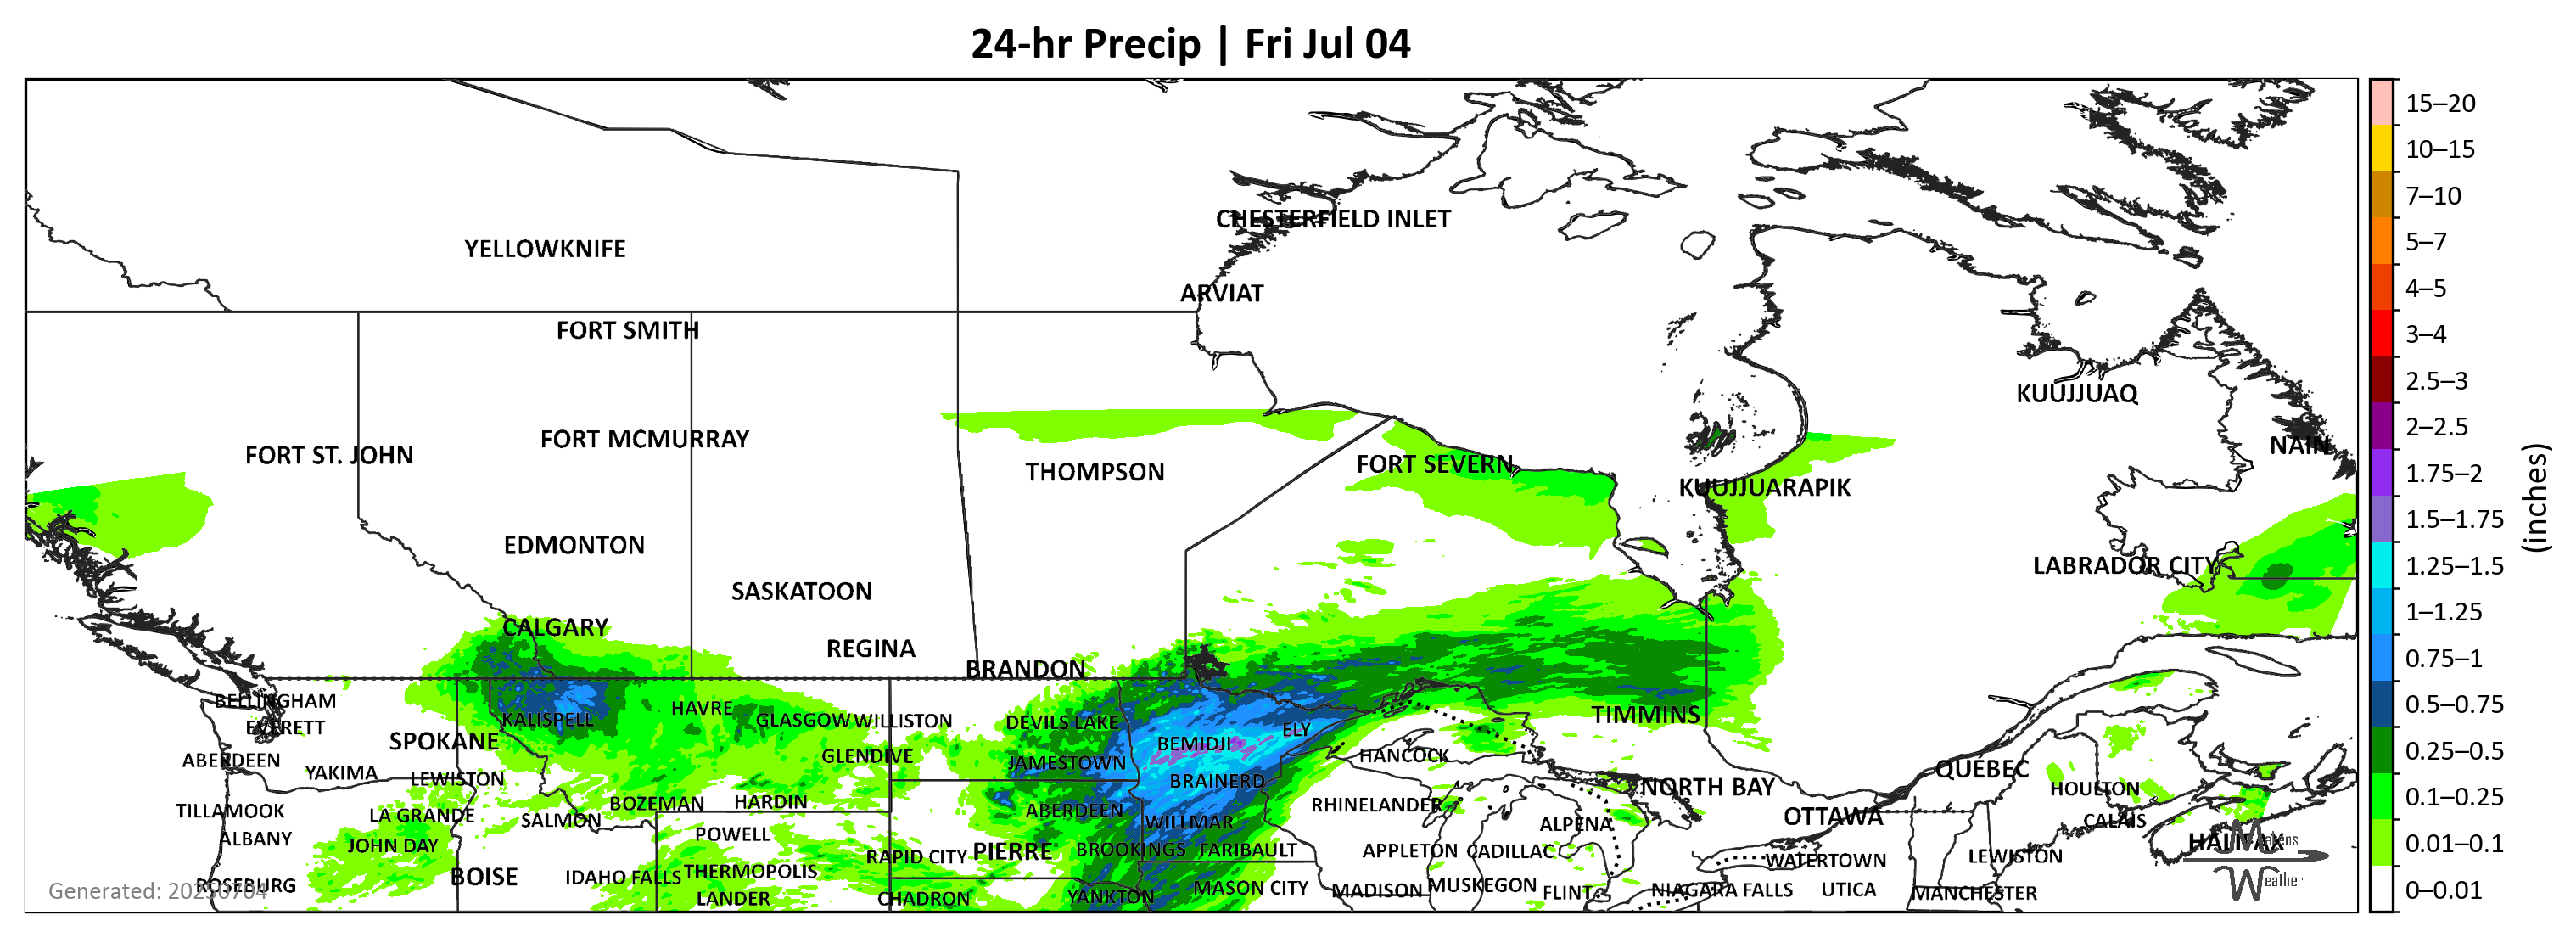 24-hr Precip | Fri Jul 04
CHESTERFIELD INLET
YELLOWKNIFE
ARVIAT
FORT SMITH
KUUJJUAQ
FORT MCMURRAY
NAIN
FORT ST. JOHN
THOMPSON
FORT SEVERN
KUUJJUARAPIK
EDMONTON
LABRADOR CITY
SASKATOON
CALGARY
REGINA
BRANDON
BELLINGHAM
HAVRE
KALISPELL
GLASGOW
WILLISTON
DEVILS LAKE
TIMMINS
EVERETT
ELY
SPOKANE
BEMIDJI
ABERDEEN
GLENDIVE
JAMESTOWN
HANCOCK
QUÉBEC
YAKIMA
LEWISTON
BRAINERD
NORTH BAY
HOULTON
TILLAMOOK
LA GRANDE
BOZEMAN
HARDIN
ABERDEEN
RHINELANDER
SALMON
WILLMAR
ALPENA
OTTAWA
CALAIS
ALBANY
JOHN DAY
POWELL
HALIFAX
Makens
Weather
RAPID CITY
PIERRE
BROOKINGS
FARIBAULT
APPLETON
CADILLAC
WATERTOWN
LEWISTON
BOISE
IDAHO FALLS
THERMOPOLIS
ROSEBURG
Generated: 20250704
LANDER
CHADRON
YANKTON
MASON CITY
MADISON
MUSKEGON
FLINT
NIAGARA FALLS
UTICA
MANCHESTER
15–20
10–15
7–10
5–7
4–5
3–4
2.5–3
2–2.5
1.75–2
1.5–1.75
1.25–1.5
1–1.25
0.75–1
0.5–0.75
0.25–0.5
0.1–0.25
0.01–0.1
0–0.01
(inches)